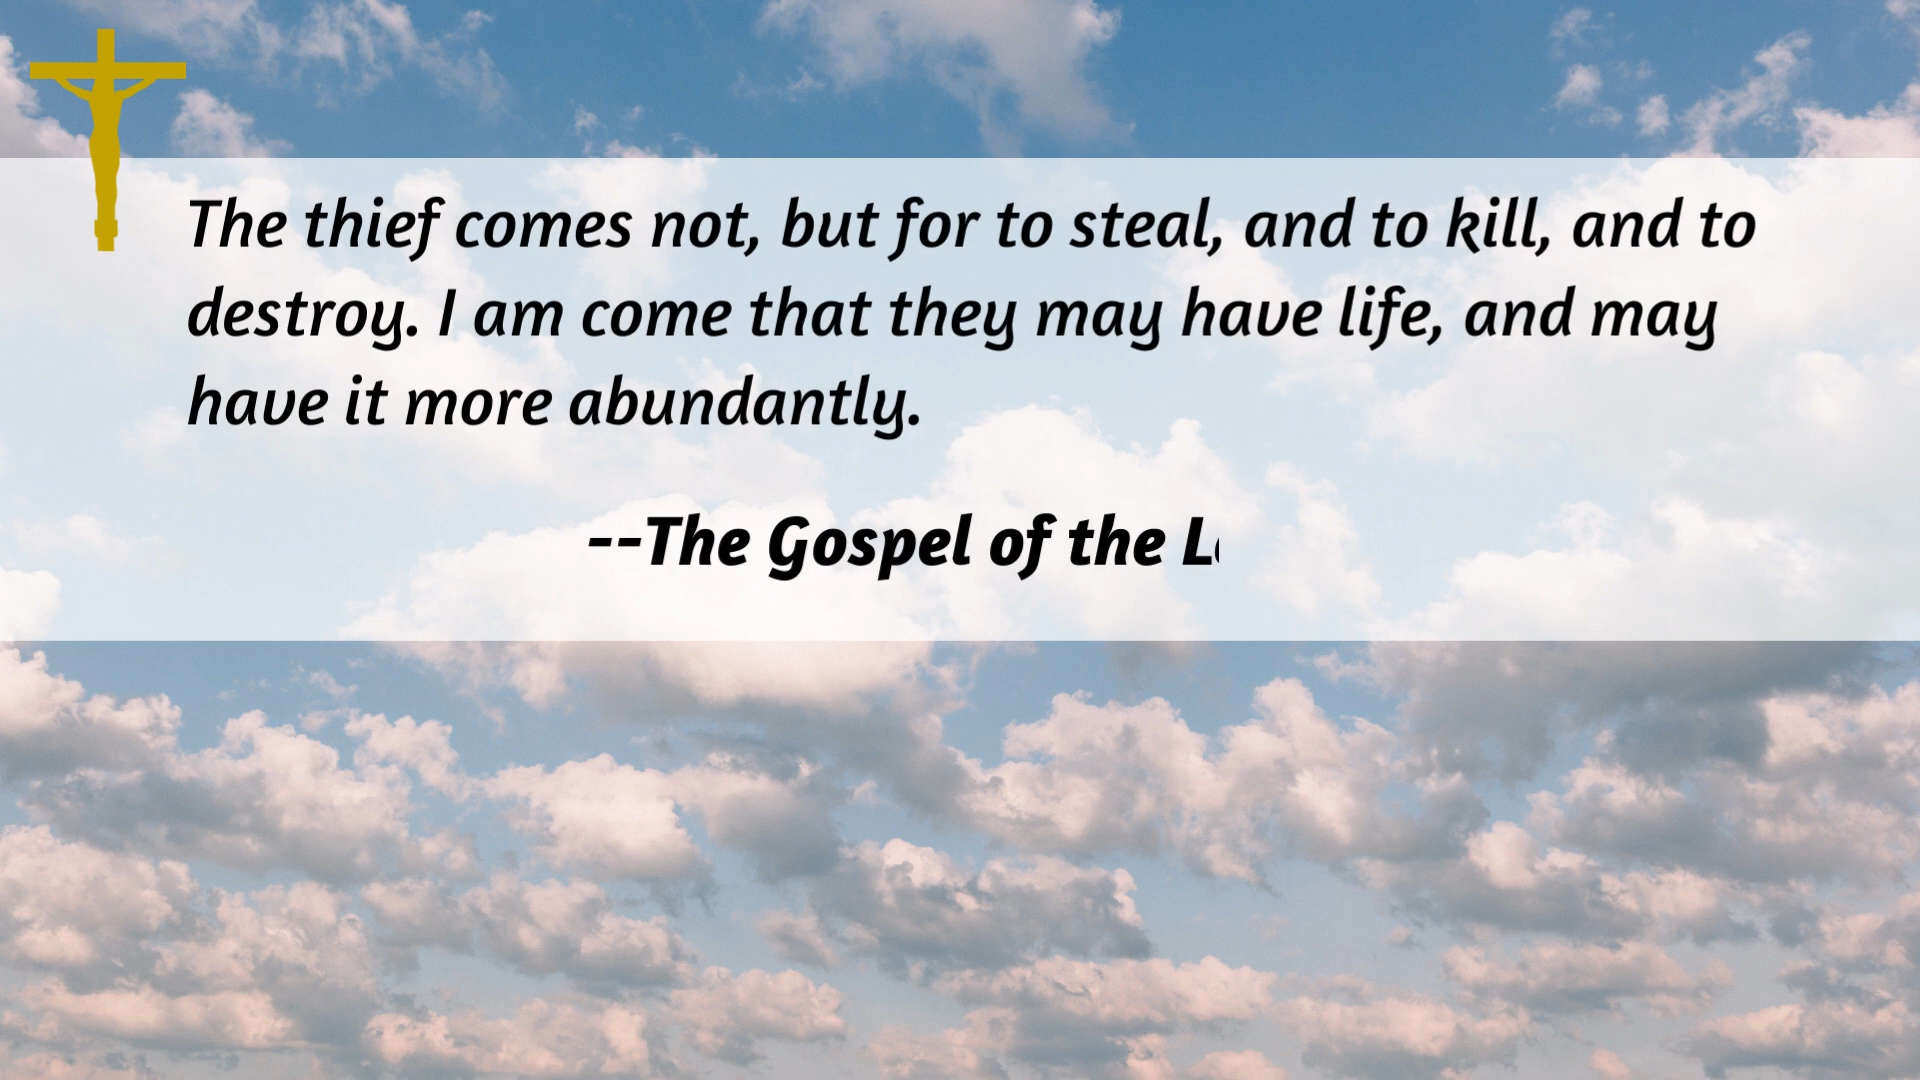 The thief comes not, but for to steal, and to kill, and to
destroy. I am come that they may have life, and may
have it more abundantly.
--The Gospel of the L